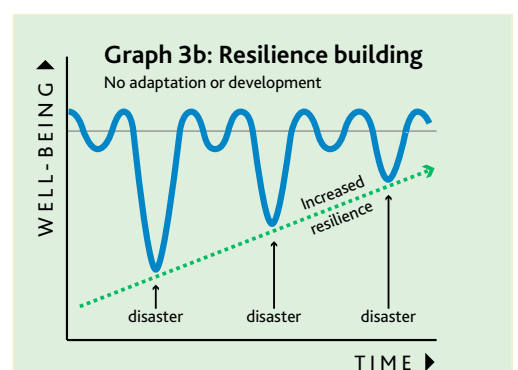 Graph 3b: Resilience building
No adaptation or development
WELL-BEING
Increased
resilience
disaster disaster disaster
TIME